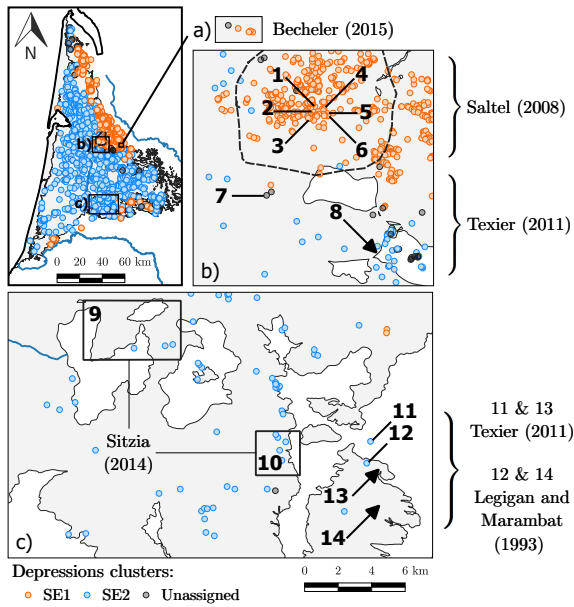 N
b)
c)
0 20 40 60 km
a)
Becheler (2015)
1
4
2
5
3
6
7
8
b)
Saltel
(2008)
Texier
(2011)
9
Sitzia
(2014)
10
11
12
13
14
c)
11 & 13
Texier
(2011)
12 & 14
Legigan and
Marambat
(1993)
Depressions clusters:
SE1 SE2 Unassigned
0 2 4 6 km